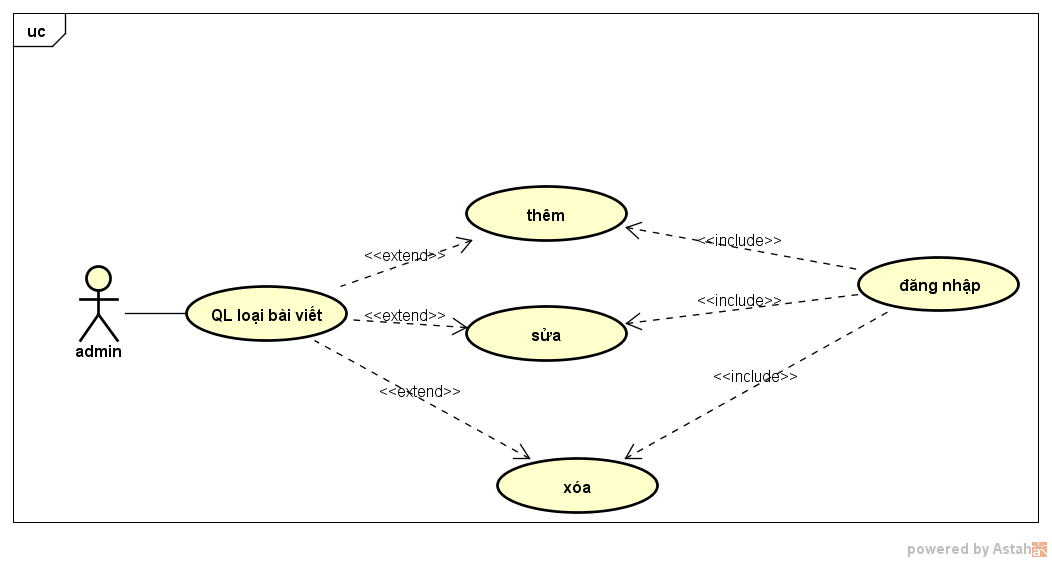 uc
thêm
<<extend>>
<<include>>
đăng nhập
QL loại bài viết
<<extend>>
<<include>>
sửa
admin
<<extend>>
<<include>>
xóa
powered by Astah